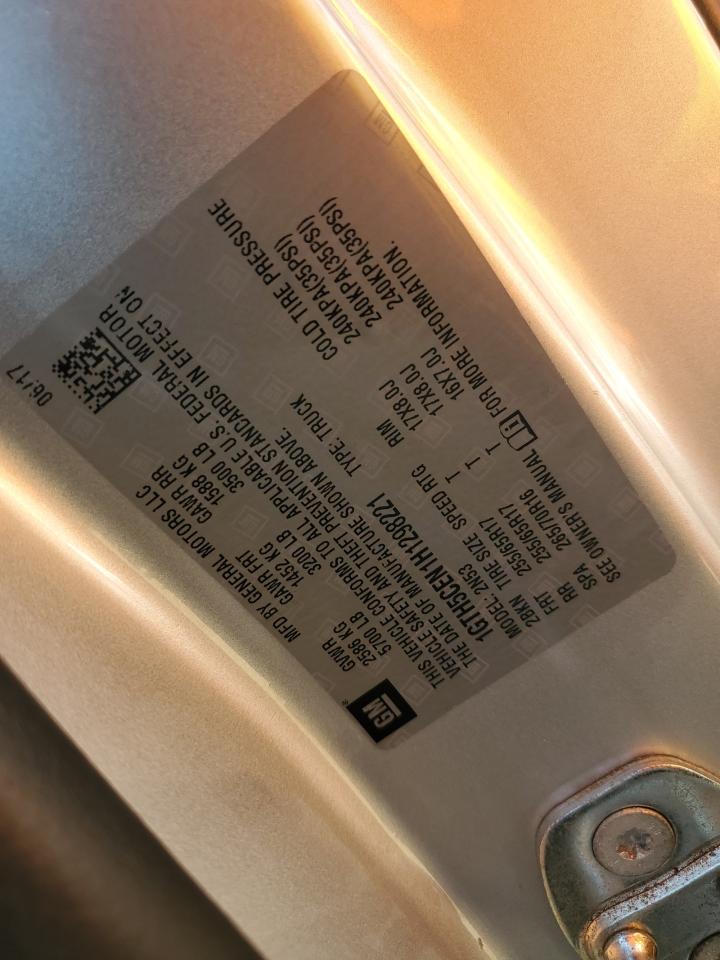 GM
®
MFD BY GENERAL MOTORS LLC
06/17
GVWR GAWR FRT GAWR RR
2586 KG 1452 KG 1588 KG
5700 LB 3200 LB 3500 LB
THIS VEHICLE CONFORMS TO ALL APPLICABLE U.S. FEDERAL MOTOR
VEHICLE SAFETY AND THEFT PREVENTION STANDARDS IN EFFECT ON
THE DATE OF MANUFACTURE SHOWN ABOVE.
1GTH5CEN1H1298221 TYPE: TRUCK
MODEL: 2N53
2BKN TIRE SIZE SPEED RTG RIM COLD TIRE PRESSURE
FRT 255/65R17 T 17X8.0J 240KPA(35PSI)
RR 255/65R17 T 17X8.0J 240KPA(35PSI)
SPA 265/70R16 T 16X7.0J 240KPA(35PSI)
SEE OWNER'S MANUAL FOR MORE INFORMATION.